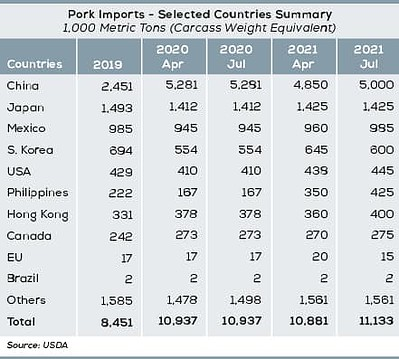 Pork Imports - Selected Countries Summary
1,000 Metric Tons (Carcass Weight Equivalent)
Countries 2019 2020 Apr 2020 Jul 2021 Apr 2021 Jul
China 2,451 5,281 5,281 4,850 5,000
Japan 1,493 1,412 1,412 1,425 1,425
Mexico 985 945 945 960 985
S. Korea 694 554 554 645 600
USA 429 410 410 438 445
Philippines 222 167 167 350 425
Hong Kong 331 378 378 360 400
Canada 242 273 273 270 275
EU 17 17 17 20 15
Brazil 2 2 2 2 2
Others 1,585 1,478 1,498 1,561 1,561
Total 8,451 10,937 10,937 10,881 11,133
Source: USDA